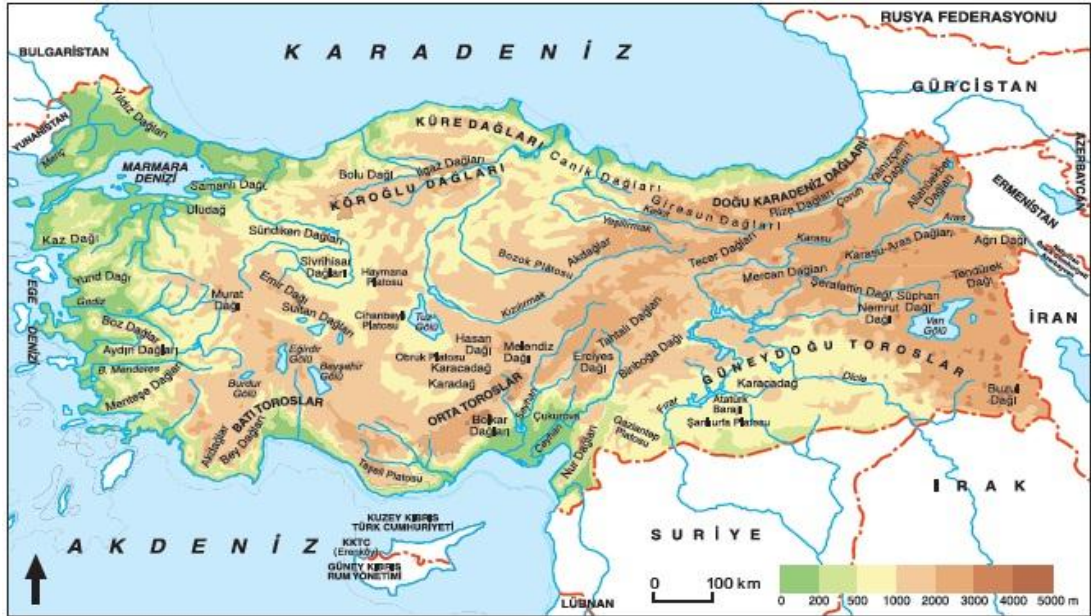 RUSYA FEDERASYONU
BULGARİSTAN
KARADENİZ
GÜRCİSTAN
YUNANİSTAN
Meriç
Yıldız Dağları
KÜRE DAĞLARI
AZERBAYCAN
MARMARA
DENİZİ
Samanlı Dağı
Bolu Dağı
Ilgaz Dağları
KÖROĞLU DAĞLARI
Canik Dağları
Giresun Dağları
DOĞU KARADENİZ DAĞLARI
Rize Dağları
Yalnızçam
Dağları
Allahüekber
Dağları
ERMENİSTAN
Uludağ
Kelkit
Çoruh
Aras
Kaz Dağı
Sündiken Dağları
Yeşilırmak
Karasu
Karasu-Aras Dağları
Ağrı Dağı
Sivrihisar
Dağları
Haymana
Platosu
Bozok Platosu
Akdağlar
Tecer Dağları
Mercan Dağları
Tendürek
Dağı
Yund Dağı
EGE DENİZİ
Gediz
Murat
Dağı
Emir Dağı
Sultan Dağları
Cihanbeyli
Platosu
Tuz
Gölü
Kızılırmak
Şerafettin Dağı
Süphan
Nemrut
Dağı
Van
Gölü
İRAN
Boz Dağlar
Aydın Dağları
B. Menderes
Menteşe Dağları
Eğirdir
Gölü
Beyşehir
Gölü
Burdur
Gölü
Obruk Platosu
Hasan
Dağı
Karacadağ
Karadağ
Melendiz
Dağı
Erciyes
Dağı
Tahtalı Dağları
Binboğa Dağı
GÜNEYDOĞU TOROSLAR
Karacadağ
Dicle
Buzul
Dağı
BATI TOROSLAR
Akdağlar
Bey Dağları
ORTA TOROSLAR
Bolkar
Dağları
Seyhan
Çukurova
Ceyhan
Nur Dağları
Gaziantep
Platosu
Fırat
Atatürk
Barajı
Şanlıurfa Platosu
Taşeli Platosu
IRAK
SURİYE
AKDENİZ
KUZEY KIBRIS
TÜRK CUMHURİYETİ
KKTC
(Erenköy)
GÜNEY KIBRIS
RUM YÖNETİMİ
LÜBNAN
0 100 km
0 200 500 1000 2000 3000 4000 5000 m